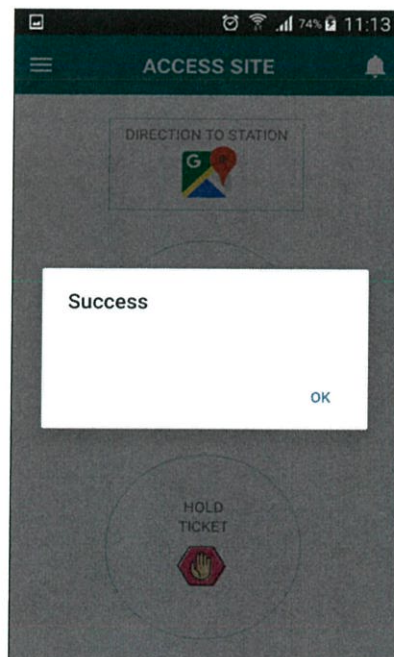 74% 11:13
ACCESS SITE
DIRECTION TO STATION
G
Success
OK
HOLD
TICKET